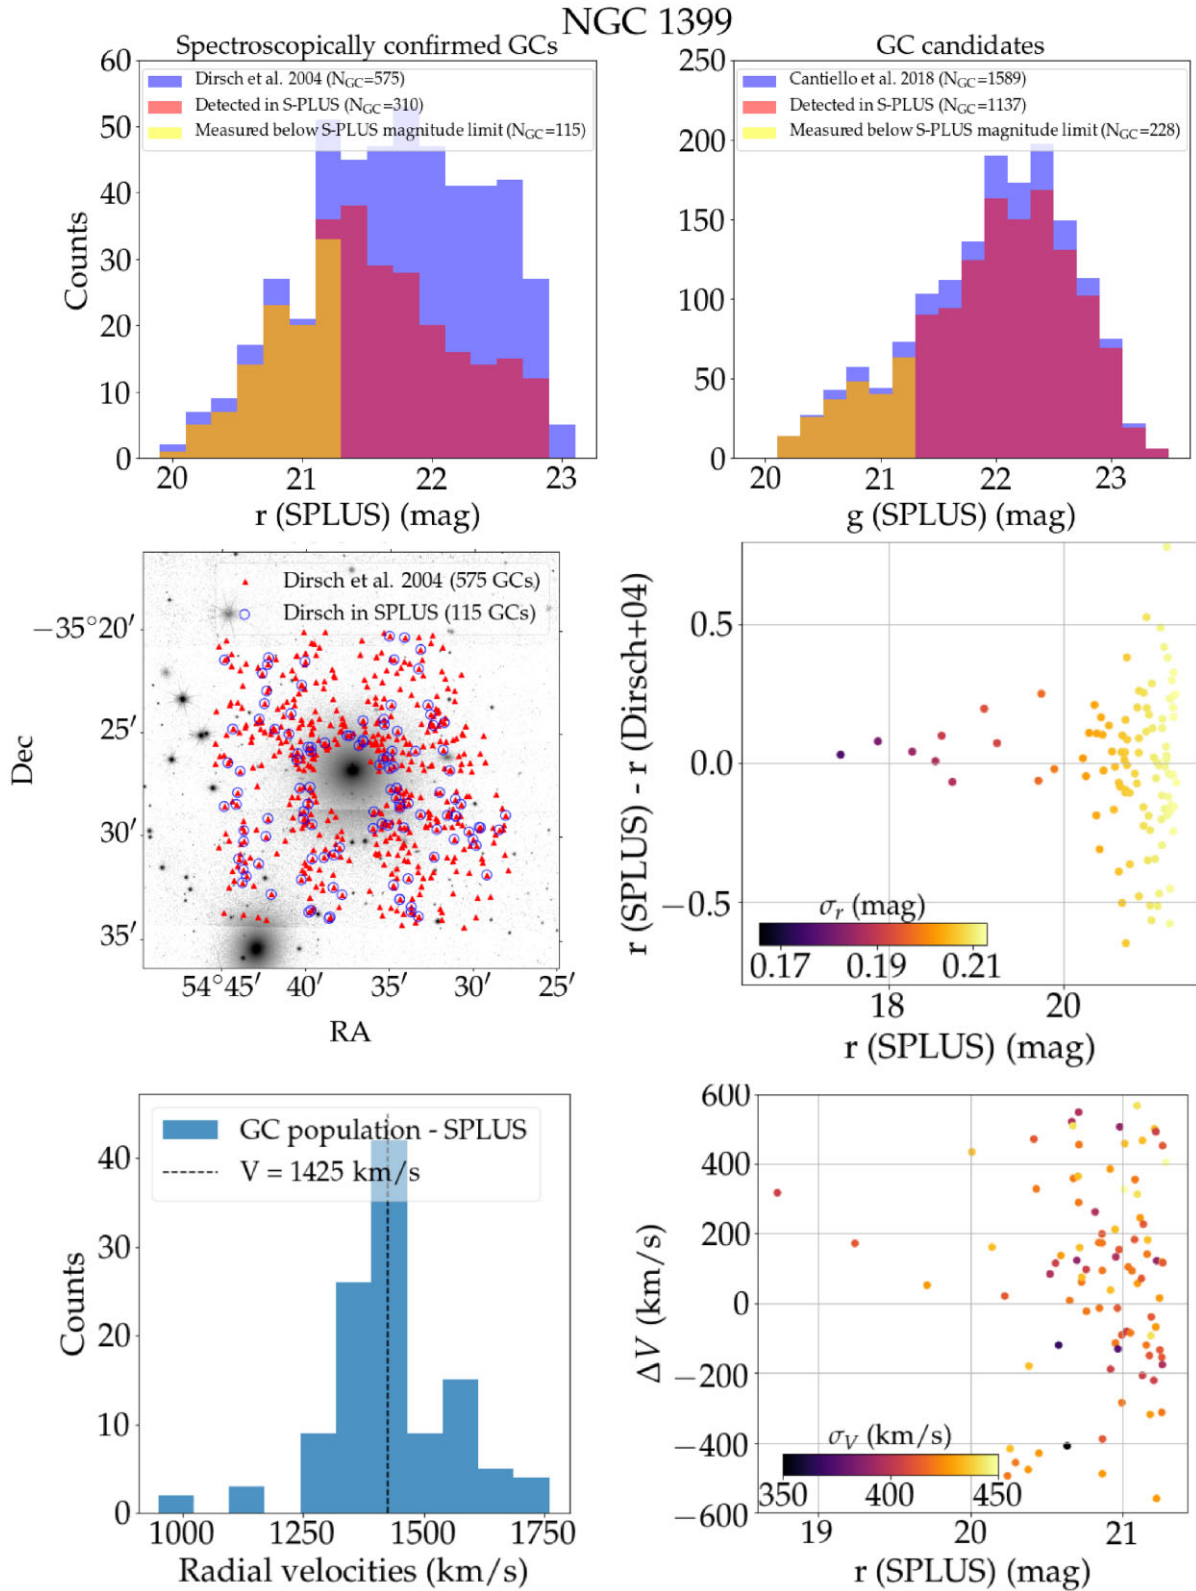 NGC 1399
Spectroscopically confirmed GCs
Dirsch et al. 2004 (N_GC=575)
Detected in S-PLUS (N_GC=310)
Measured below S-PLUS magnitude limit (N_GC=115)
60
50
40
30
20
10
0
Counts
20 21 22 23
r (SPLUS) (mag)
GC candidates
Cantiello et al. 2018 (N_GC=1589)
Detected in S-PLUS (N_GC=1137)
Measured below S-PLUS magnitude limit (N_GC=228)
250
200
150
100
50
0
20 21 22 23
g (SPLUS) (mag)
Dirsch et al. 2004 (575 GCs)
Dirsch in SPLUS (115 GCs)
−35°20′
25′
30′
35′
Dec
54°45′ 40′ 35′ 30′ 25′
RA
r (SPLUS) - r (Dirsch+04)
0.5
0.0
−0.5
σ_r (mag)
0.17 0.19 0.21
18 20
r (SPLUS) (mag)
GC population - SPLUS
V = 1425 km/s
40
30
20
10
0
Counts
1000 1250 1500 1750
Radial velocities (km/s)
600
400
200
0
−200
−400
−600
ΔV (km/s)
σ_V (km/s)
350 400 450
19 20 21
r (SPLUS) (mag)